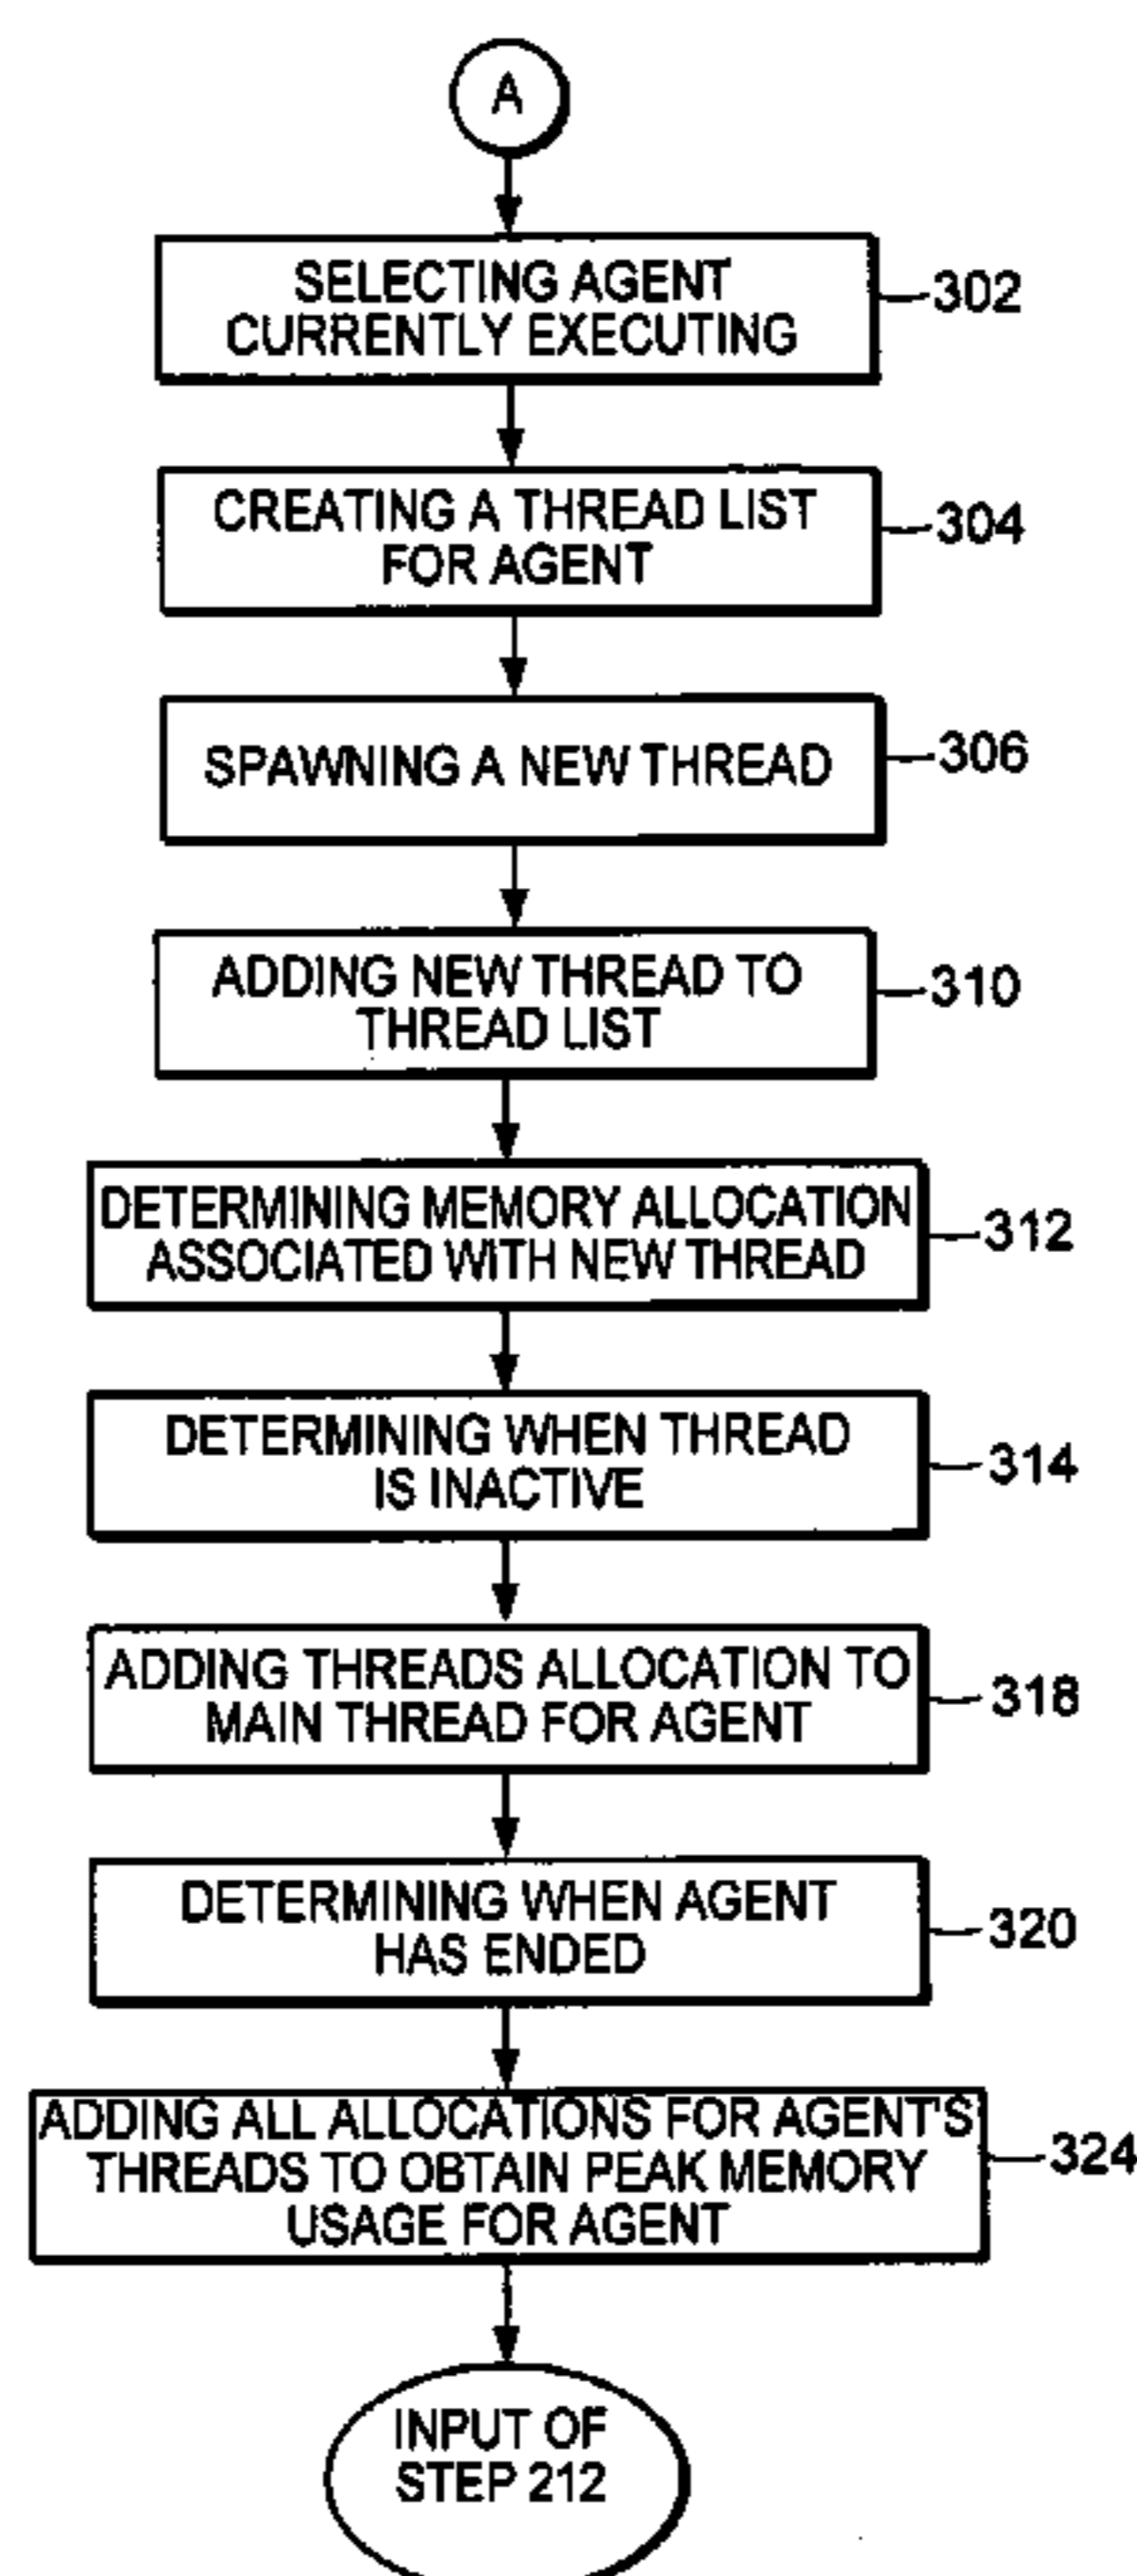 A
SELECTING AGENT
CURRENTLY EXECUTING
302
CREATING A THREAD LIST
FOR AGENT
304
SPAWNING A NEW THREAD
306
ADDING NEW THREAD TO
THREAD LIST
310
DETERMINING MEMORY ALLOCATION
ASSOCIATED WITH NEW THREAD
312
DETERMINING WHEN THREAD
IS INACTIVE
314
ADDING THREADS ALLOCATION TO
MAIN THREAD FOR AGENT
318
DETERMINING WHEN AGENT
HAS ENDED
320
ADDING ALL ALLOCATIONS FOR AGENT'S
THREADS TO OBTAIN PEAK MEMORY
USAGE FOR AGENT
324
INPUT OF
STEP 212